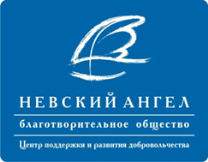 НЕВСКИЙ АНГЕЛ
благотворительное общество
Центр поддержки и развития добровольчества